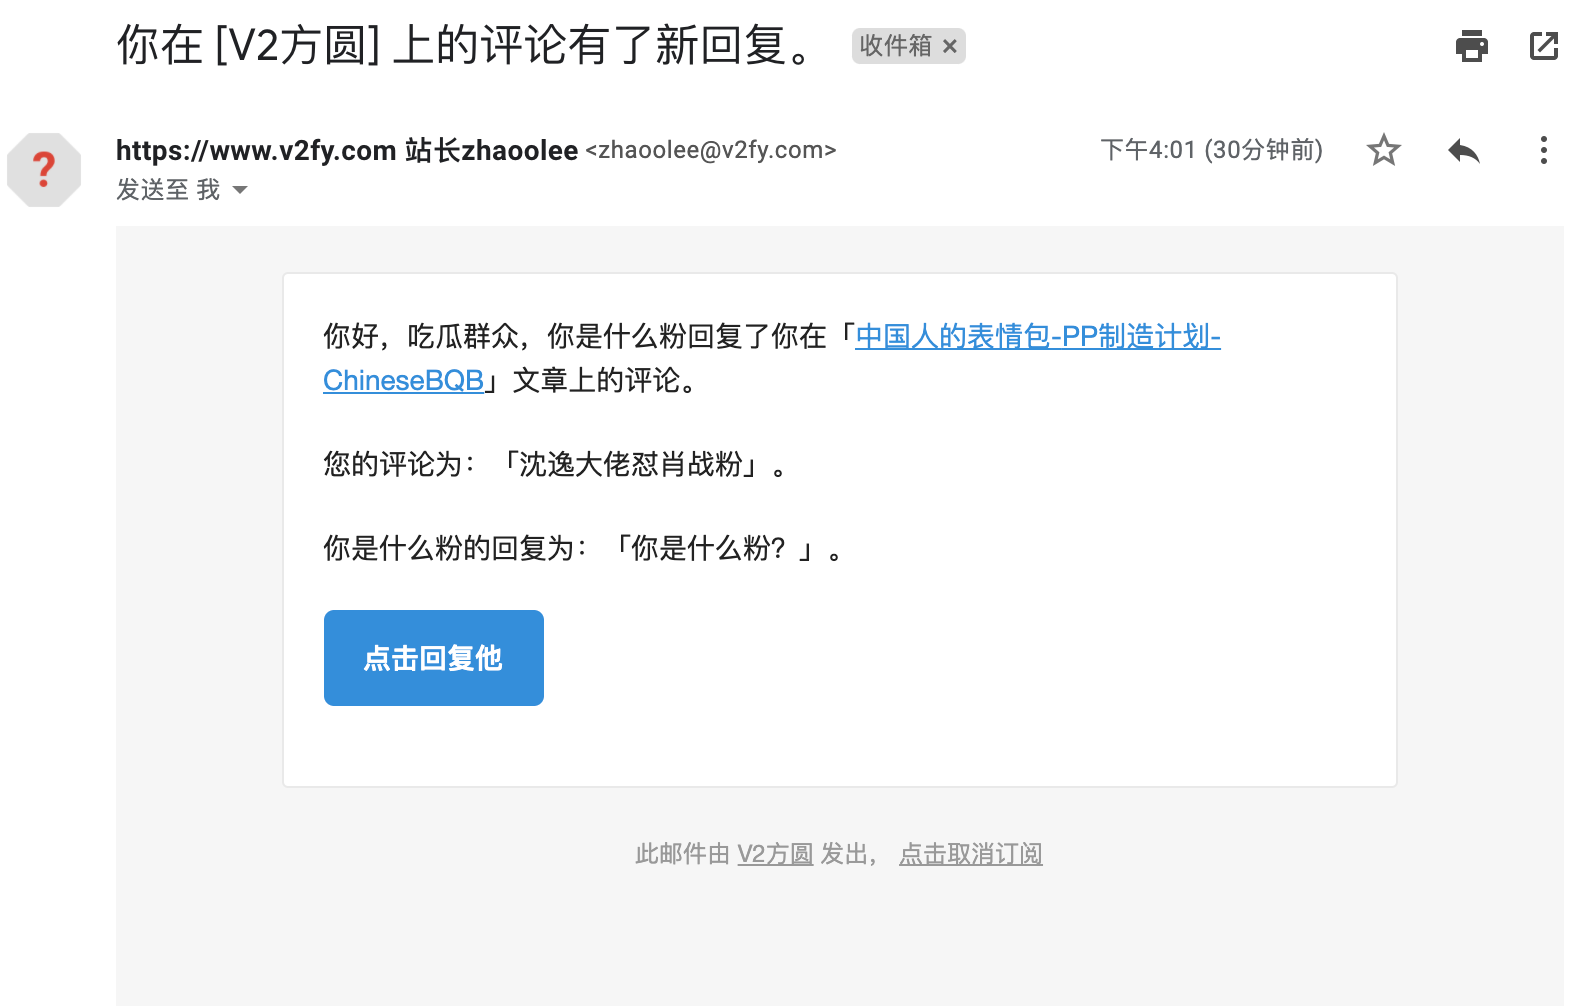 你在 [V2方圆] 上的评论有了新回复。 收件箱 ×
https://www.v2fy.com 站长zhaoolee <zhaoolee@v2fy.com> 下午4:01 (30分钟前)
发送至 我
你好，吃瓜群众，你是什么粉回复了你在「中国人的表情包-PP制造计划-
ChineseBQB」文章上的评论。
您的评论为：「沈逸大佬怼肖战粉」。
你是什么粉的回复为：「你是什么粉？」。
点击回复他
此邮件由 V2方圆 发出， 点击取消订阅